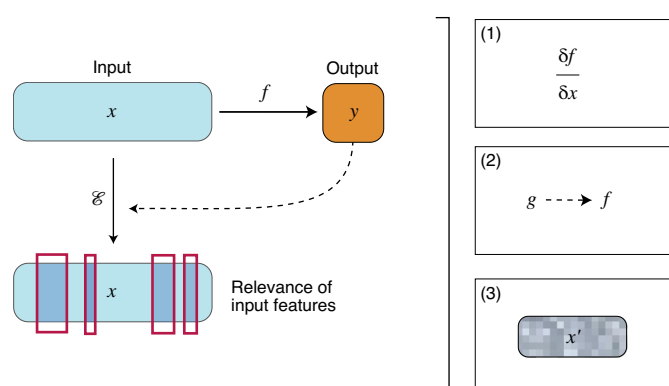 Input
Output
x
f
y
ℰ
x
Relevance of
input features
(1)
δf
δx
(2)
g
f
(3)
x′